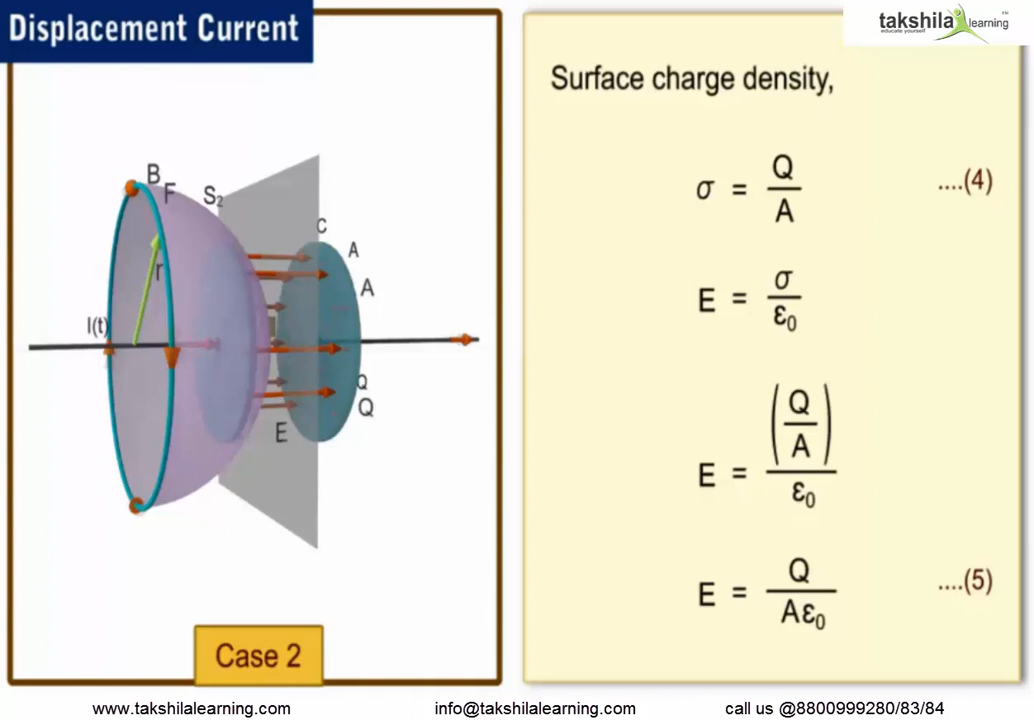 Displacement Current
takshila learning ™
educate yourself
B
F
S₂
C
A
r
A
I(t)
Q
Q
E
Case 2
Surface charge density,
σ = Q/A ....(4)
E = σ/ε₀
E = (Q/A)/ε₀
E = Q/Aε₀ ....(5)
www.takshilalearning.com info@takshilalearning.com call us @8800999280/83/84